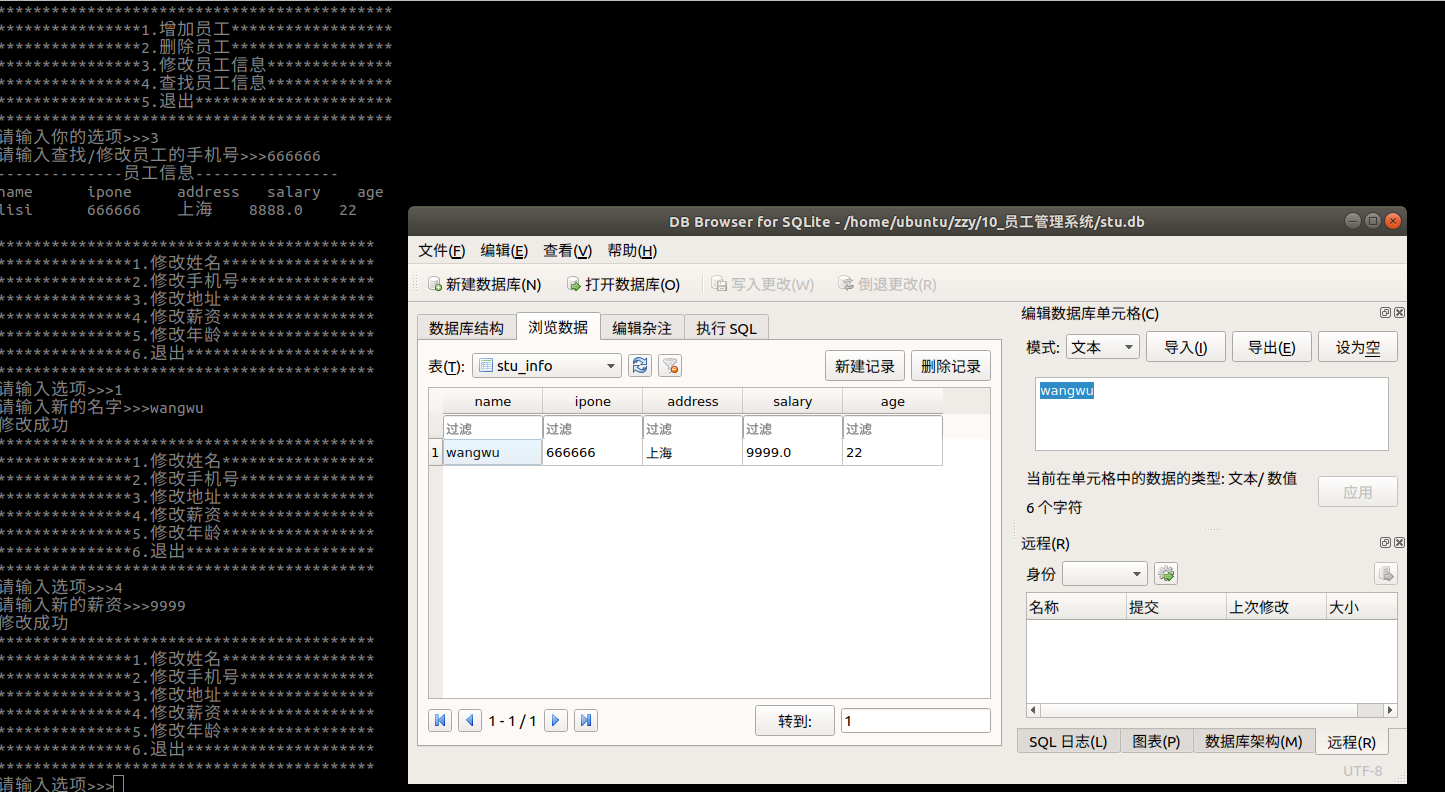 ********************************************
****************1.增加员工******************
****************2.删除员工******************
****************3.修改员工信息**************
****************4.查找员工信息**************
****************5.退出**********************
********************************************
请输入你的选项>>>3
请输入查找/修改员工的手机号>>>666666
--------------员工信息----------------
name ipone address salary age
lisi 666666 上海 8888.0 22
******************************************
***************1.修改姓名*****************
***************2.修改手机号***************
***************3.修改地址*****************
***************4.修改薪资*****************
***************5.修改年龄*****************
***************6.退出*********************
******************************************
请输入选项>>>1
请输入新的名字>>>wangwu
修改成功
******************************************
***************1.修改姓名*****************
***************2.修改手机号***************
***************3.修改地址*****************
***************4.修改薪资*****************
***************5.修改年龄*****************
***************6.退出*********************
******************************************
请输入选项>>>4
请输入新的薪资>>>9999
修改成功
******************************************
***************1.修改姓名*****************
***************2.修改手机号***************
***************3.修改地址*****************
***************4.修改薪资*****************
***************5.修改年龄*****************
***************6.退出*********************
******************************************
请输入选项>>>
DB Browser for SQLite - /home/ubuntu/zzy/10_员工管理系统/stu.db
文件(F) 编辑(E) 查看(V) 帮助(H)
新建数据库(N) 打开数据库(O) 写入更改(W) 倒退更改(R)
数据库结构 浏览数据 编辑杂注 执行 SQL
表(T): stu_info 新建记录 删除记录
name ipone address salary age
过滤 过滤 过滤 过滤 过滤
1 wangwu 666666 上海 9999.0 22
1 - 1 / 1 转到: 1
编辑数据库单元格(C)
模式: 文本 导入(I) 导出(E) 设为空
wangwu
当前在单元格中的数据的类型: 文本/ 数值
6 个字符
应用
远程(R)
身份
名称 提交 上次修改 大小
SQL 日志(L) 图表(P) 数据库架构(M) 远程(R)
UTF-8